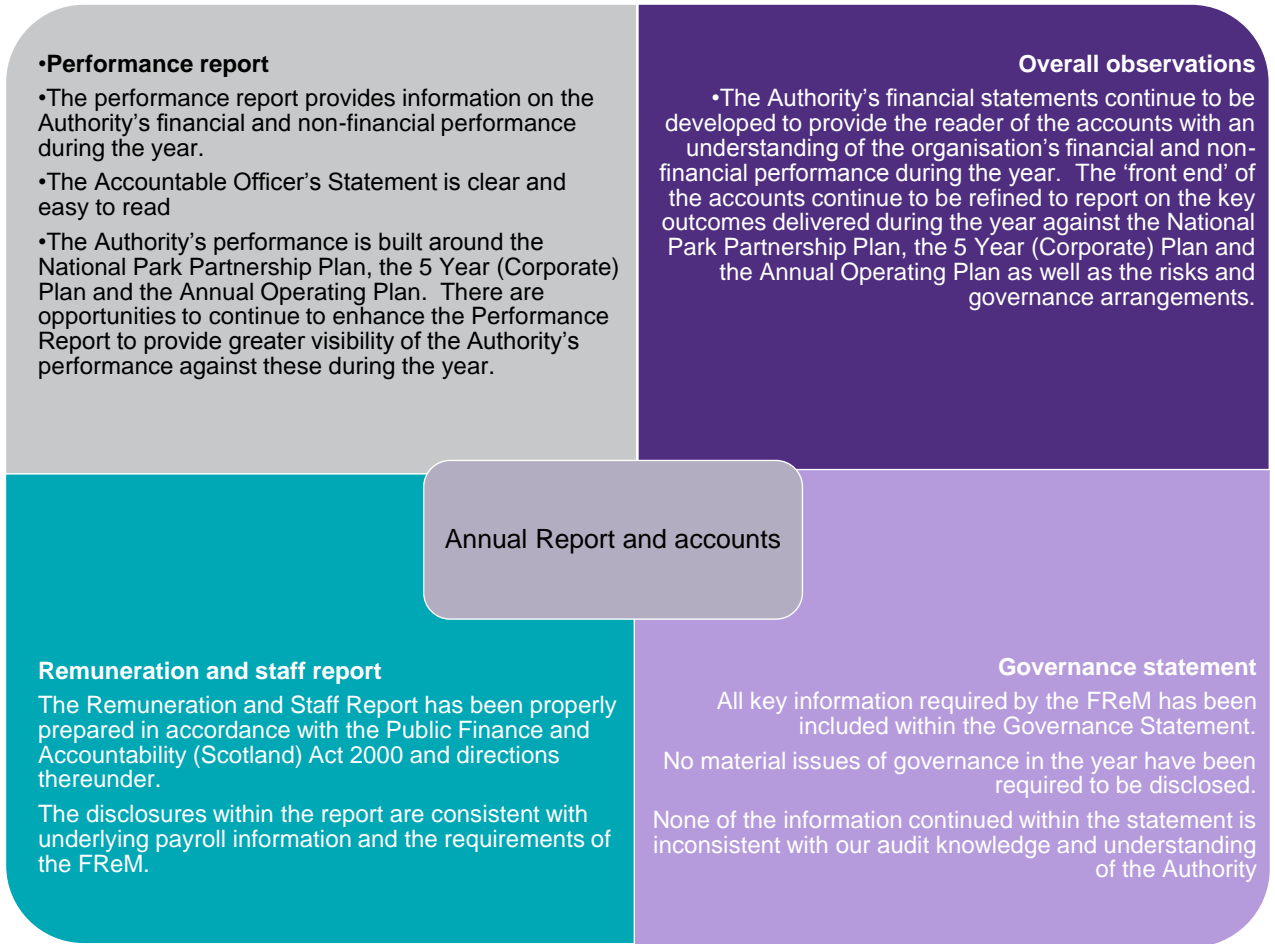 •Performance report
•The performance report provides information on the
Authority's financial and non-financial performance
during the year.
•The Accountable Officer's Statement is clear and
easy to read
•The Authority's performance is built around the
National Park Partnership Plan, the 5 Year (Corporate)
Plan and the Annual Operating Plan.  There are
opportunities to continue to enhance the Performance
Report to provide greater visibility of the Authority's
performance against these during the year.
Overall observations
•The Authority's financial statements continue to be
developed to provide the reader of the accounts with an
understanding of the organisation's financial and non-
financial performance during the year.  The 'front end' of
the accounts continue to be refined to report on the key
outcomes delivered during the year against the National
Park Partnership Plan, the 5 Year (Corporate) Plan and
the Annual Operating Plan as well as the risks and
governance arrangements.
Annual Report and accounts
Remuneration and staff report
The Remuneration and Staff Report has been properly
prepared in accordance with the Public Finance and
Accountability (Scotland) Act 2000 and directions
thereunder.
The disclosures within the report are consistent with
underlying payroll information and the requirements of
the FReM.
Governance statement
All key information required by the FReM has been
included within the Governance Statement.
No material issues of governance in the year have been
required to be disclosed.
None of the information continued within the statement is
inconsistent with our audit knowledge and understanding
of the Authority